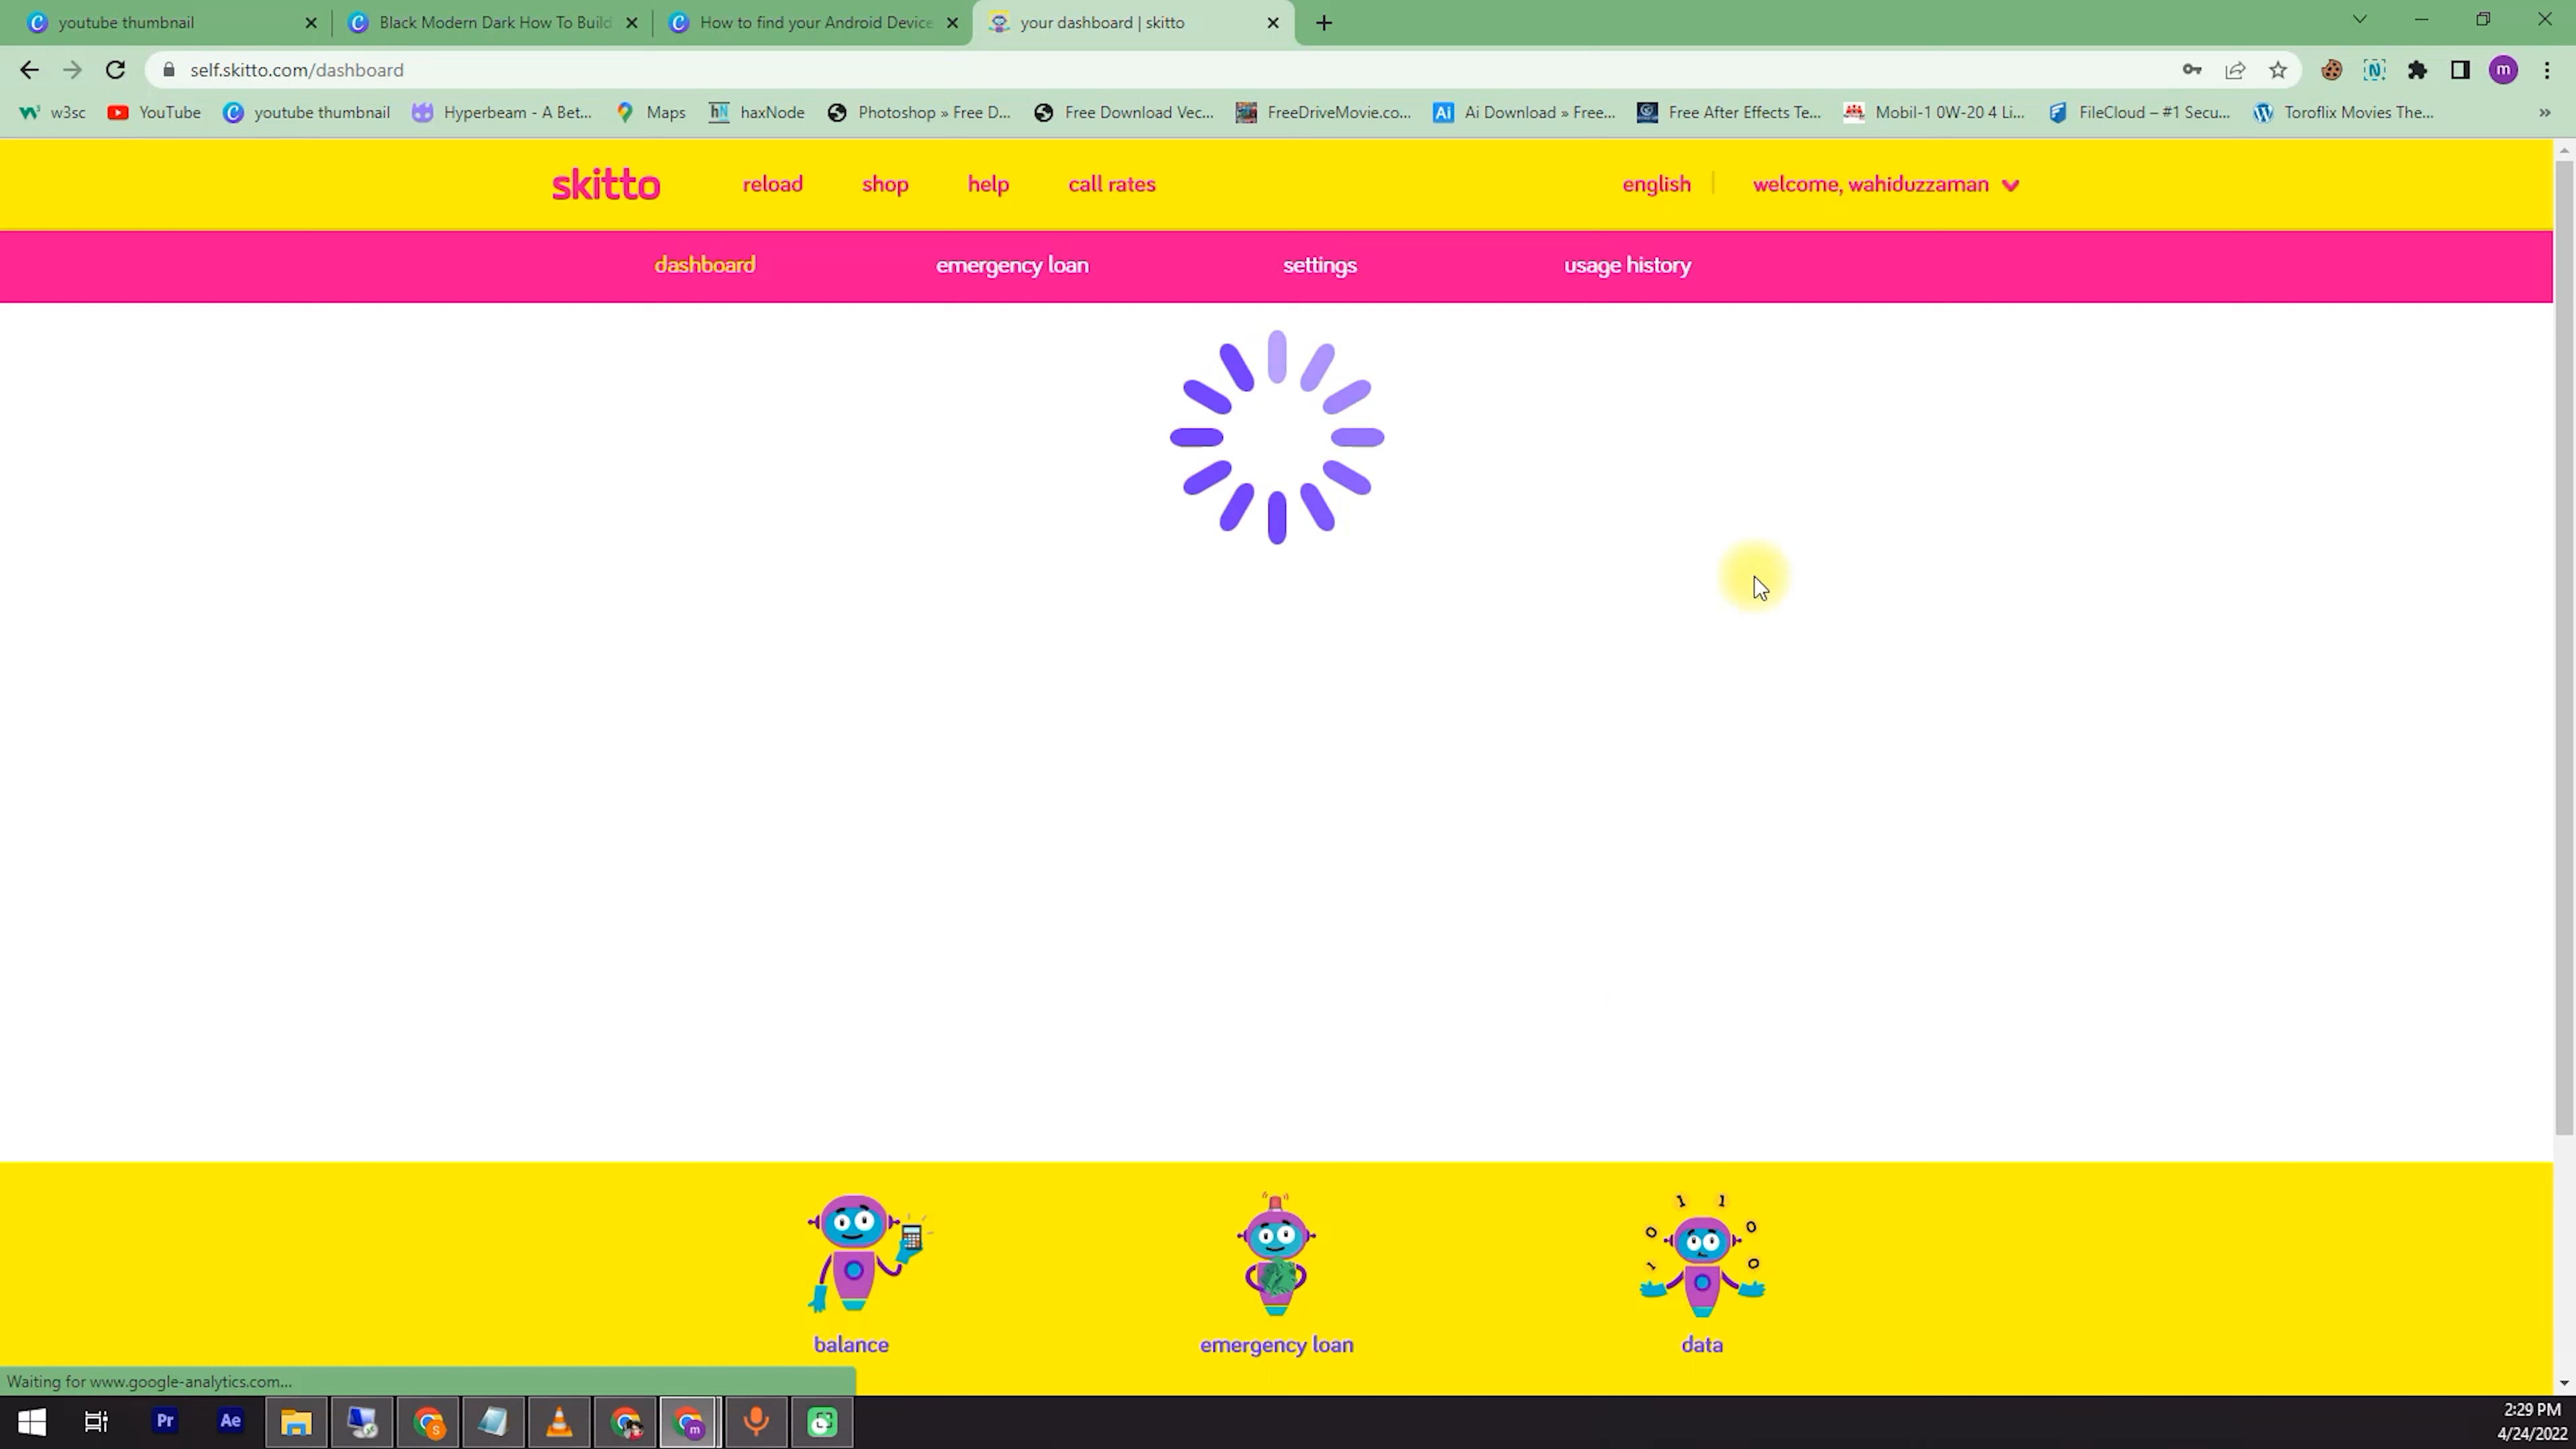 youtube thumbnail
Black Modern Dark How To Build
How to find your Android Device
your dashboard | skitto
self.skitto.com/dashboard
m
w3sc
YouTube
youtube thumbnail
Hyperbeam - A Bet...
Maps
haxNode
Photoshop » Free D...
Free Download Vec...
FreeDriveMovie.co...
Ai Download » Free...
Free After Effects Te...
Mobil-1 0W-20 4 Li...
FileCloud – #1 Secu...
Toroflix Movies The...
»
skitto
reload
shop
help
call rates
english
welcome, wahiduzzaman
dashboard
emergency loan
settings
usage history
balance
emergency loan
data
Waiting for www.google-analytics.com...
Pr
Ae
2:29 PM
4/24/2022